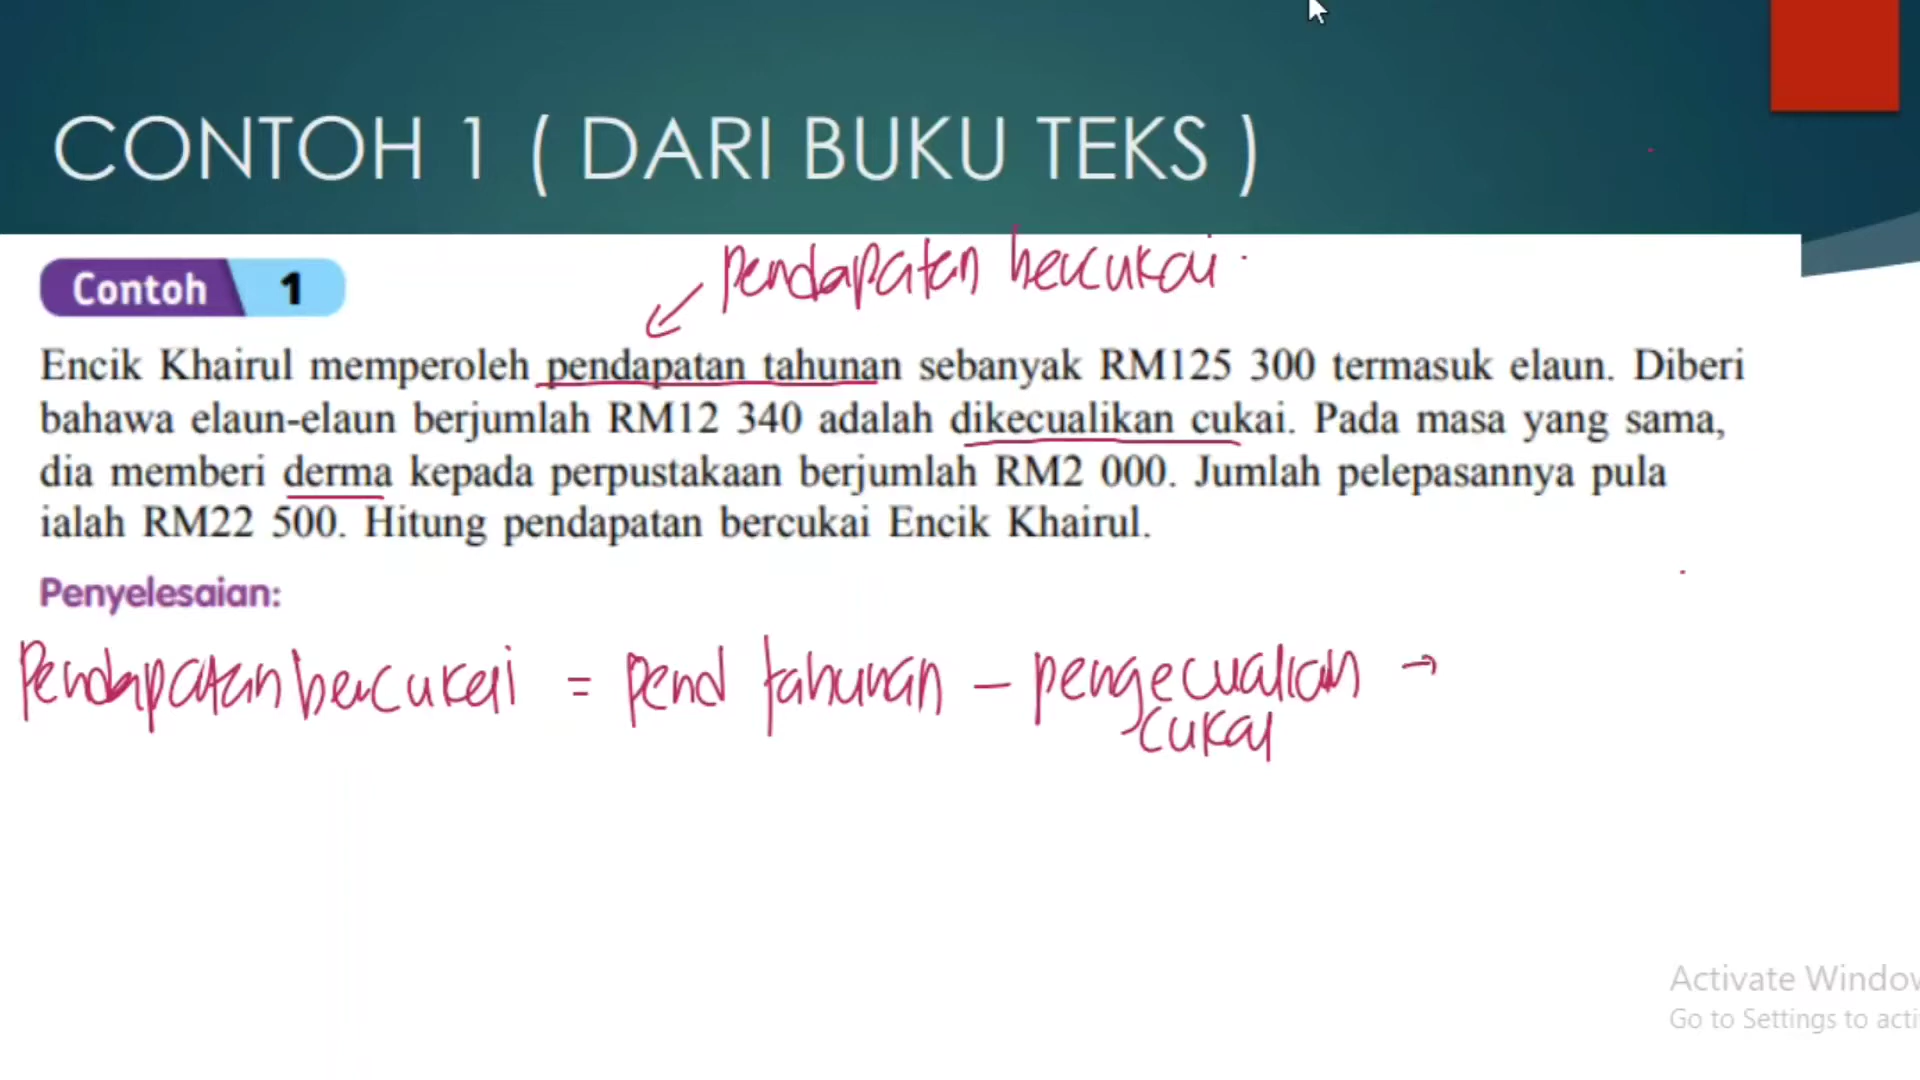 CONTOH 1 ( DARI BUKU TEKS )
pendapatan bercukai
Contoh 1
Encik Khairul memperoleh pendapatan tahunan sebanyak RM125 300 termasuk elaun. Diberi
bahawa elaun-elaun berjumlah RM12 340 adalah dikecualikan cukai. Pada masa yang sama,
dia memberi derma kepada perpustakaan berjumlah RM2 000. Jumlah pelepasannya pula
ialah RM22 500. Hitung pendapatan bercukai Encik Khairul.
Penyelesaian:
Pendapatan bercukai = pend tahunan - pengecualian
cukai
Activate Window
Go to Settings to acti